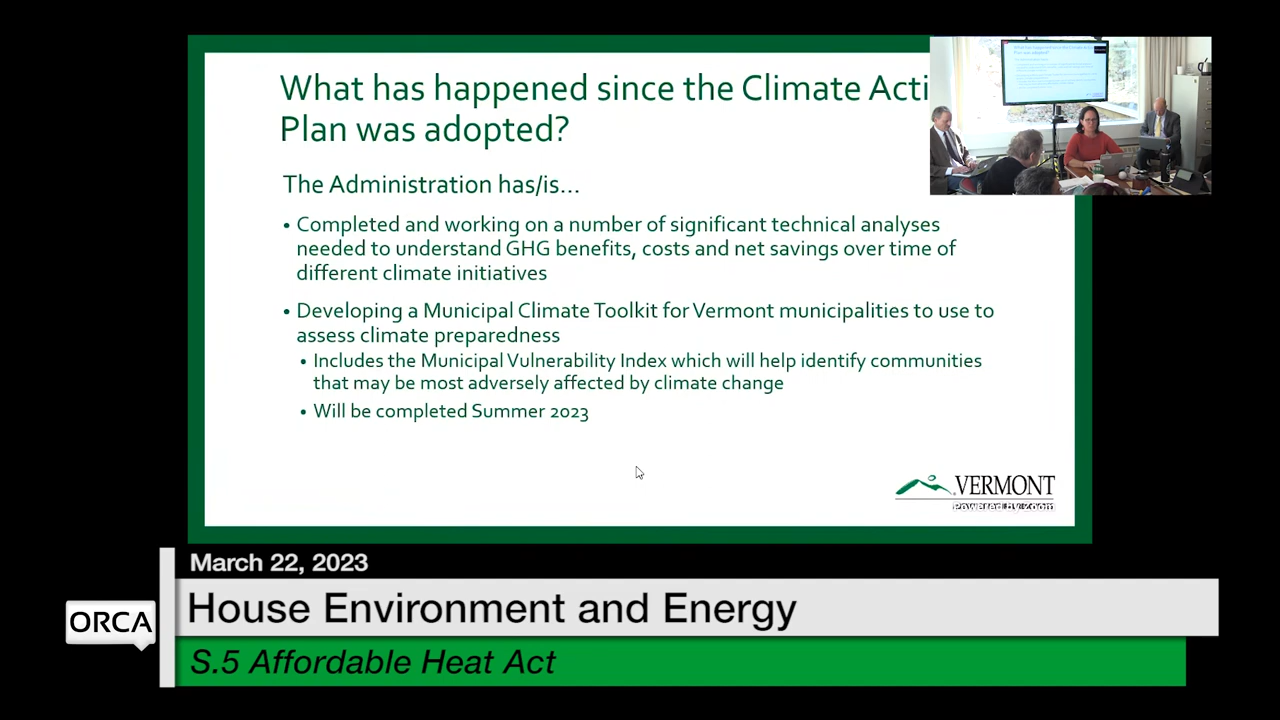 What has happened since the Climate Acti
Plan was adopted?
The Administration has/is...
• Completed and working on a number of significant technical analyses
needed to understand GHG benefits, costs and net savings over time of
different climate initiatives
• Developing a Municipal Climate Toolkit for Vermont municipalities to use to
assess climate preparedness
• Includes the Municipal Vulnerability Index which will help identify communities
that may be most adversely affected by climate change
• Will be completed Summer 2023
VERMONT
Powered by Zoom
March 22, 2023
ORCA
House Environment and Energy
S.5 Affordable Heat Act